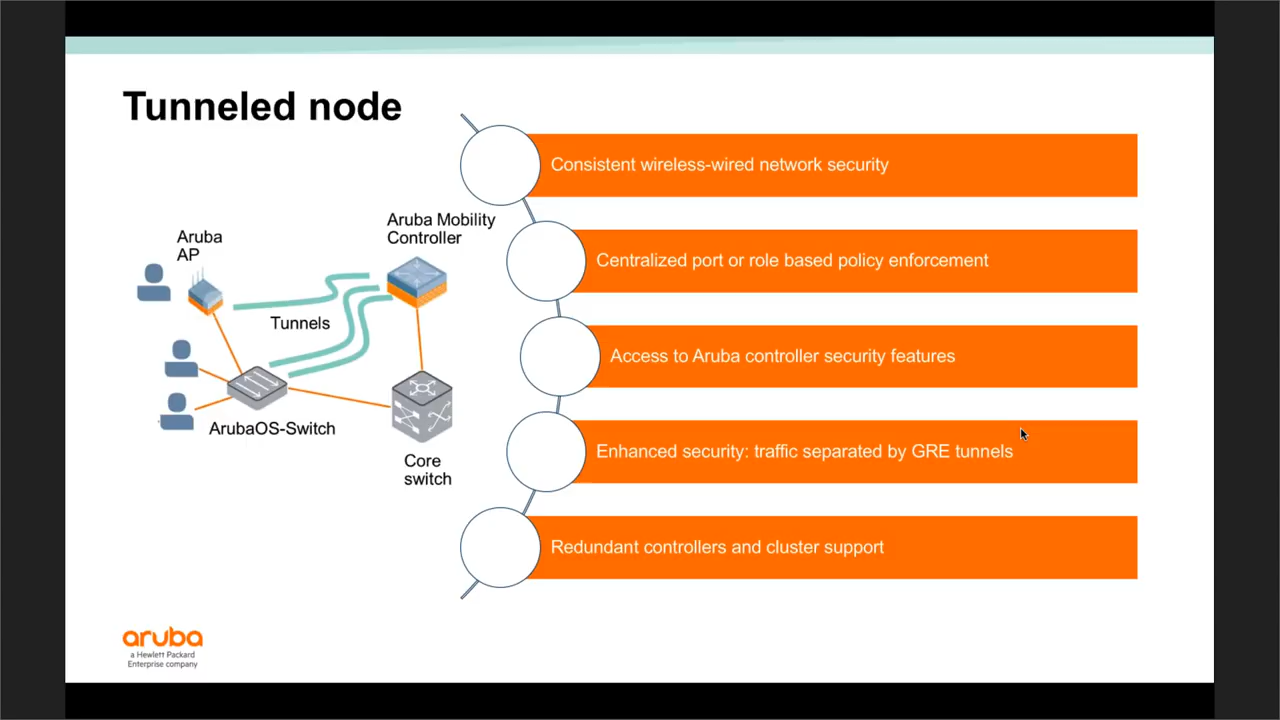 Tunneled node
Aruba
AP
Aruba Mobility
Controller
Tunnels
ArubaOS-Switch
Core
switch
Consistent wireless-wired network security
Centralized port or role based policy enforcement
Access to Aruba controller security features
Enhanced security: traffic separated by GRE tunnels
Redundant controllers and cluster support
aruba
a Hewlett Packard
Enterprise company